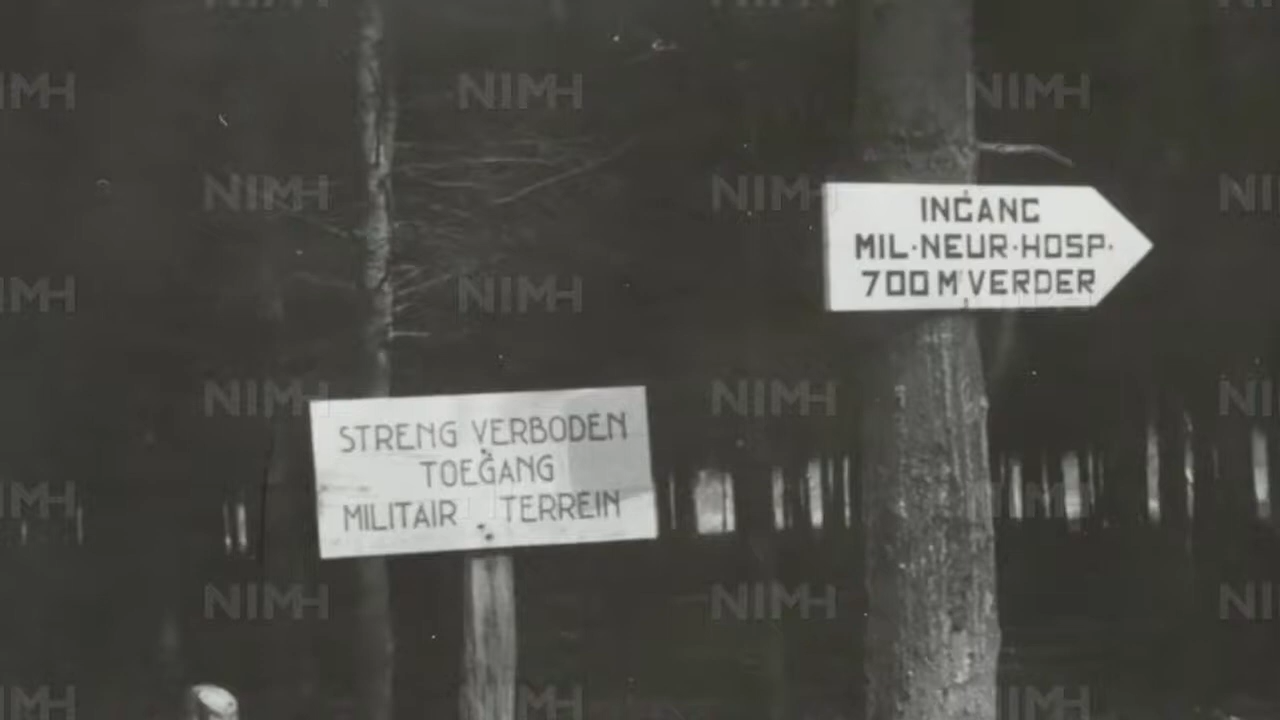 STRENG VERBODEN
TOEGANG
MILITAIR TERREIN
INGANG
MIL·NEUR·HOSP·
700 M VERDER
NIMH